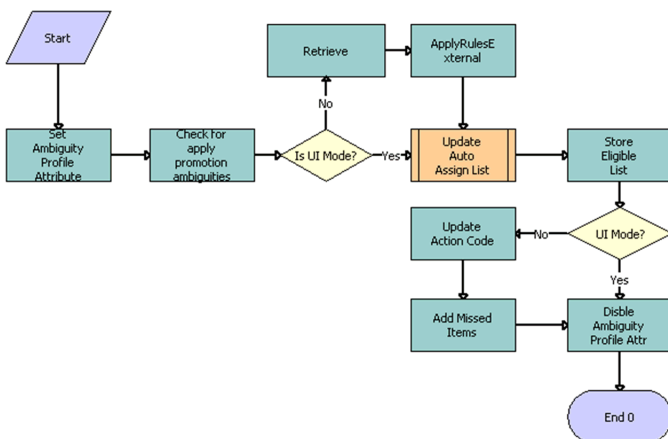 Start
Retrieve
ApplyRulesE
xternal
No
Set
Ambiguity
Profile
Attribute
Check for
apply
promotion
ambiguities
Is UI Mode?
Yes
Update
Auto
Assign List
Store
Eligible
List
Update
Action Code
No
UI Mode?
Yes
Add Missed
Items
Disble
Ambiguity
Profile Attr
End 0